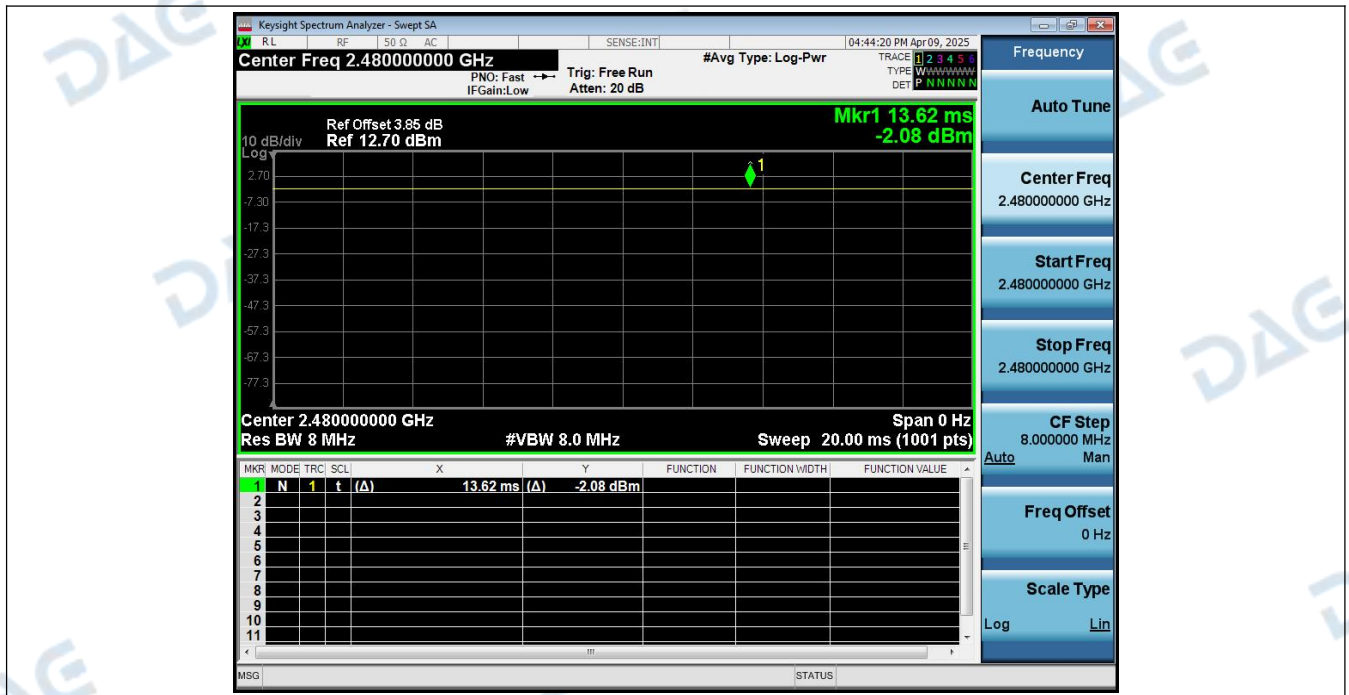 Keysight Spectrum Analyzer - Swept SA
LXI RL RF 50 Ω AC SENSE:INT 04:44:20 PM Apr 09, 2025
Center Freq 2.480000000 GHz #Avg Type: Log-Pwr TRACE 1 2 3 4 5 6
PNO: Fast Trig: Free Run TYPE WWWWWWW
IFGain:Low Atten: 20 dB DET P N N N N N
Mkr1 13.62 ms
Ref Offset 3.85 dB
10 dB/div Ref 12.70 dBm -2.08 dBm
Log
1
2.70
-7.30
-17.3
-27.3
-37.3
-47.3
-57.3
-67.3
-77.3
Center 2.480000000 GHz Span 0 Hz
Res BW 8 MHz #VBW 8.0 MHz Sweep 20.00 ms (1001 pts)
MKR MODE TRC SCL X Y FUNCTION FUNCTION WIDTH FUNCTION VALUE
1 N 1 t (Δ) 13.62 ms (Δ) -2.08 dBm
2
3
4
5
6
7
8
9
10
11
MSG STATUS
Frequency
Auto Tune
Center Freq
2.480000000 GHz
Start Freq
2.480000000 GHz
Stop Freq
2.480000000 GHz
CF Step
8.000000 MHz
Auto Man
Freq Offset
0 Hz
Scale Type
Log Lin
DAG
DAG
DAG
DAG